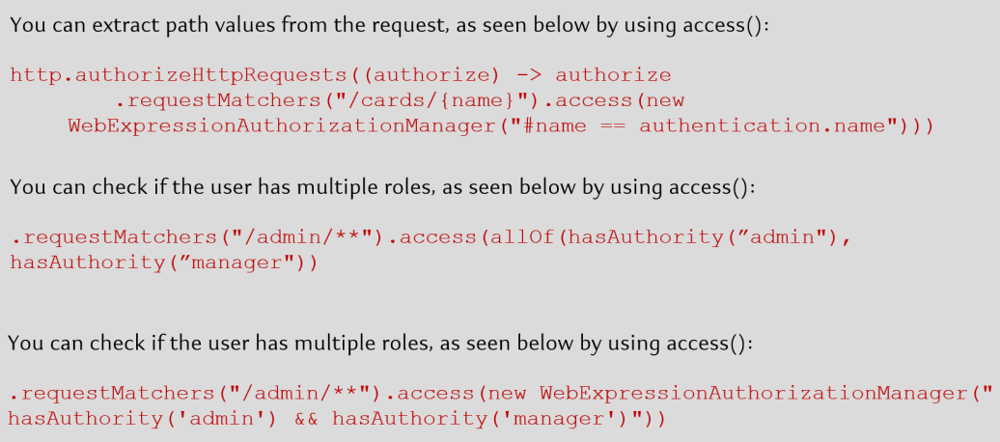 You can extract path values from the request, as seen below by using access():
http.authorizeHttpRequests((authorize) -> authorize
.requestMatchers("/cards/{name}").access(new
WebExpressionAuthorizationManager("#name == authentication.name")))
You can check if the user has multiple roles, as seen below by using access():
.requestMatchers("/admin/**").access(allOf(hasAuthority(”admin"),
hasAuthority(”manager"))
You can check if the user has multiple roles, as seen below by using access():
.requestMatchers("/admin/**").access(new WebExpressionAuthorizationManager("
hasAuthority('admin') && hasAuthority('manager')"))